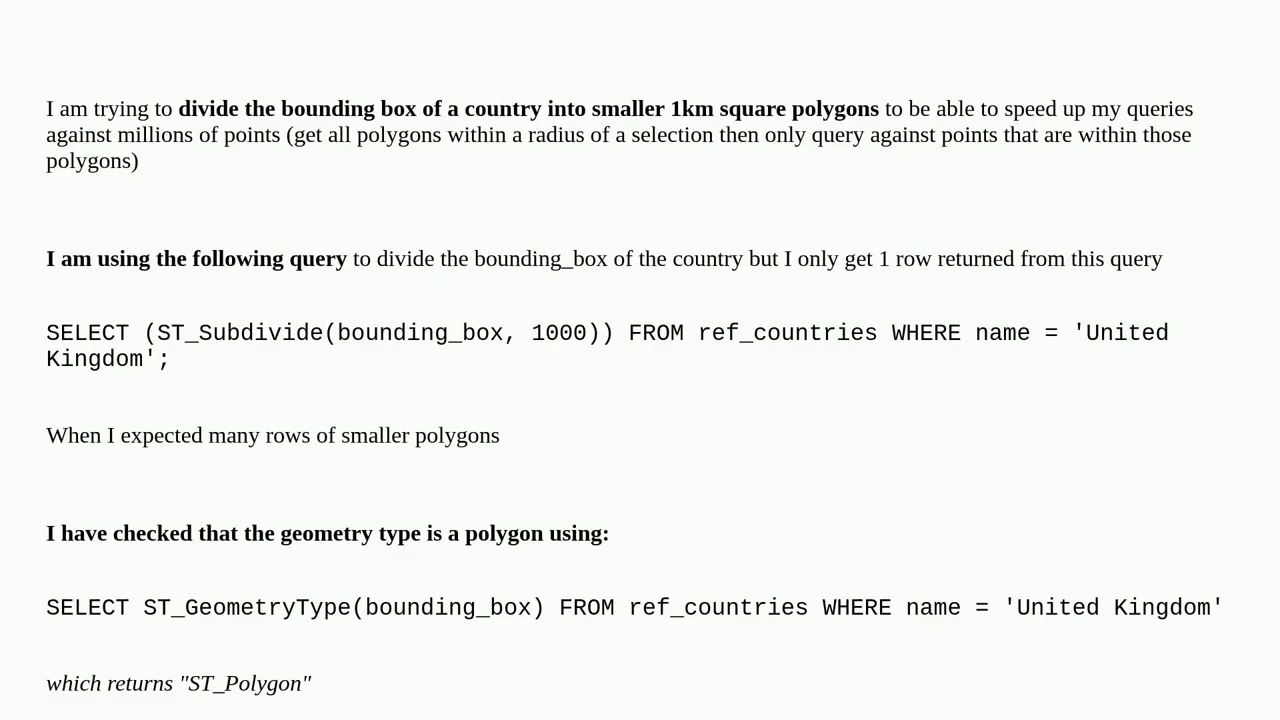 I am trying to divide the bounding box of a country into smaller 1km square polygons to be able to speed up my queries
against millions of points (get all polygons within a radius of a selection then only query against points that are within those
polygons)
I am using the following query to divide the bounding_box of the country but I only get 1 row returned from this query
SELECT (ST_Subdivide(bounding_box, 1000)) FROM ref_countries WHERE name = 'United
Kingdom';
When I expected many rows of smaller polygons
I have checked that the geometry type is a polygon using:
SELECT ST_GeometryType(bounding_box) FROM ref_countries WHERE name = 'United Kingdom'
which returns "ST_Polygon"